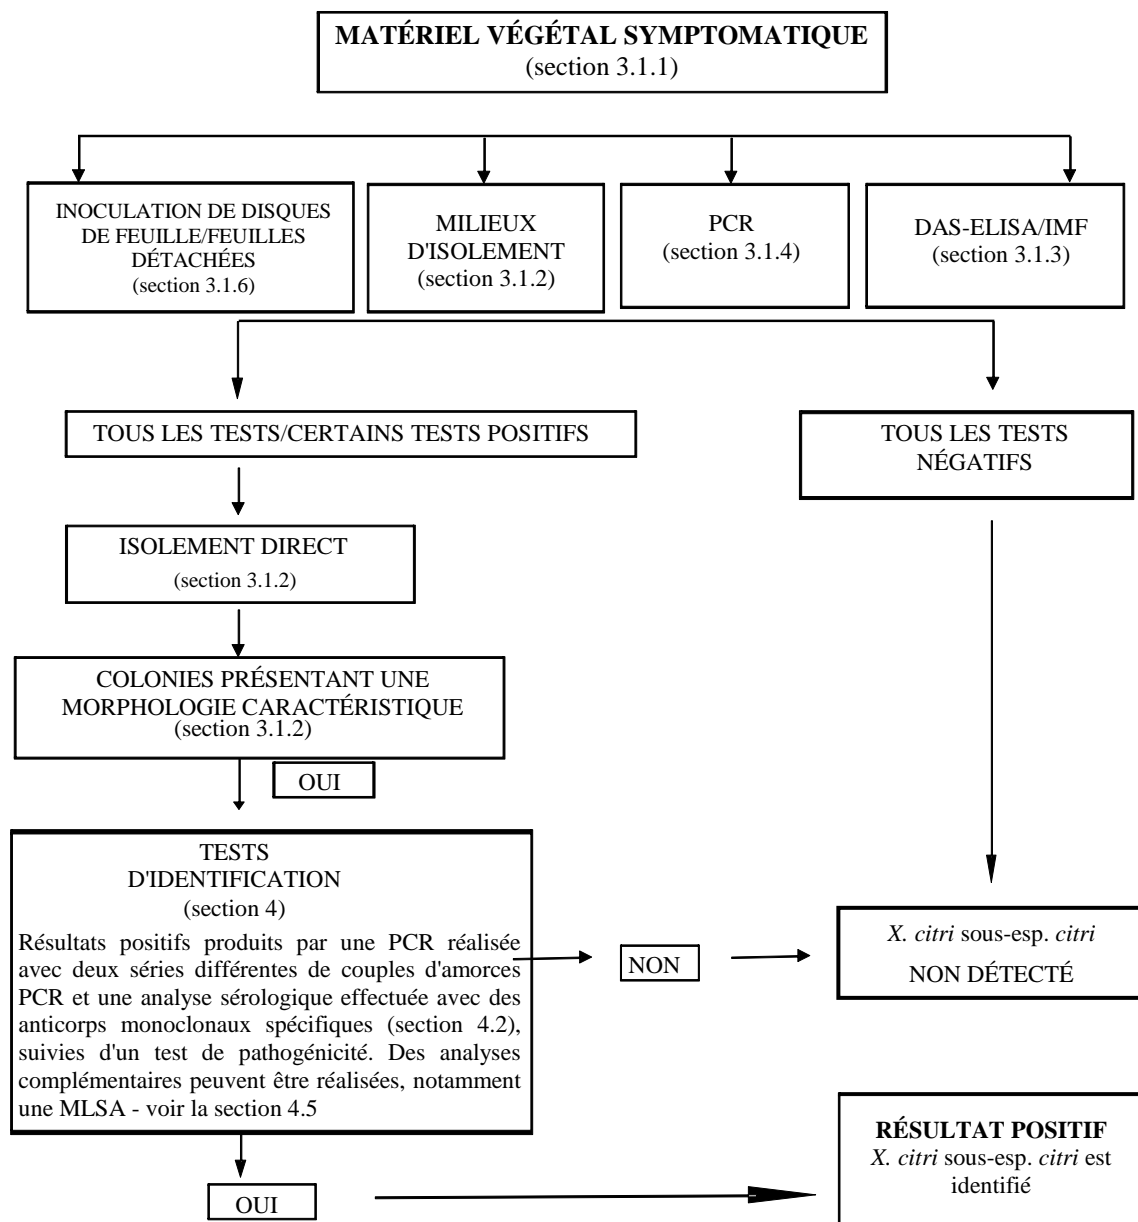 MATÉRIEL VÉGÉTAL SYMPTOMATIQUE
(section 3.1.1)
INOCULATION DE DISQUES
DE FEUILLE/FEUILLES
DÉTACHÉES
(section 3.1.6)
MILIEUX
D'ISOLEMENT
(section 3.1.2)
PCR
(section 3.1.4)
DAS-ELISA/IMF
(section 3.1.3)
TOUS LES TESTS/CERTAINS TESTS POSITIFS
TOUS LES TESTS
NÉGATIFS
ISOLEMENT DIRECT
(section 3.1.2)
COLONIES PRÉSENTANT UNE
MORPHOLOGIE CARACTÉRISTIQUE
(section 3.1.2)
OUI
TESTS
D'IDENTIFICATION
(section 4)
Résultats positifs produits par une PCR réalisée
avec deux séries différentes de couples d'amorces
PCR et une analyse sérologique effectuée avec des
anticorps monoclonaux spécifiques (section 4.2),
suivies d'un test de pathogénicité. Des analyses
complémentaires peuvent être réalisées, notamment
une MLSA - voir la section 4.5
NON
X. citri sous-esp. citri
NON DÉTECTÉ
OUI
RÉSULTAT POSITIF
X. citri sous-esp. citri est
identifié